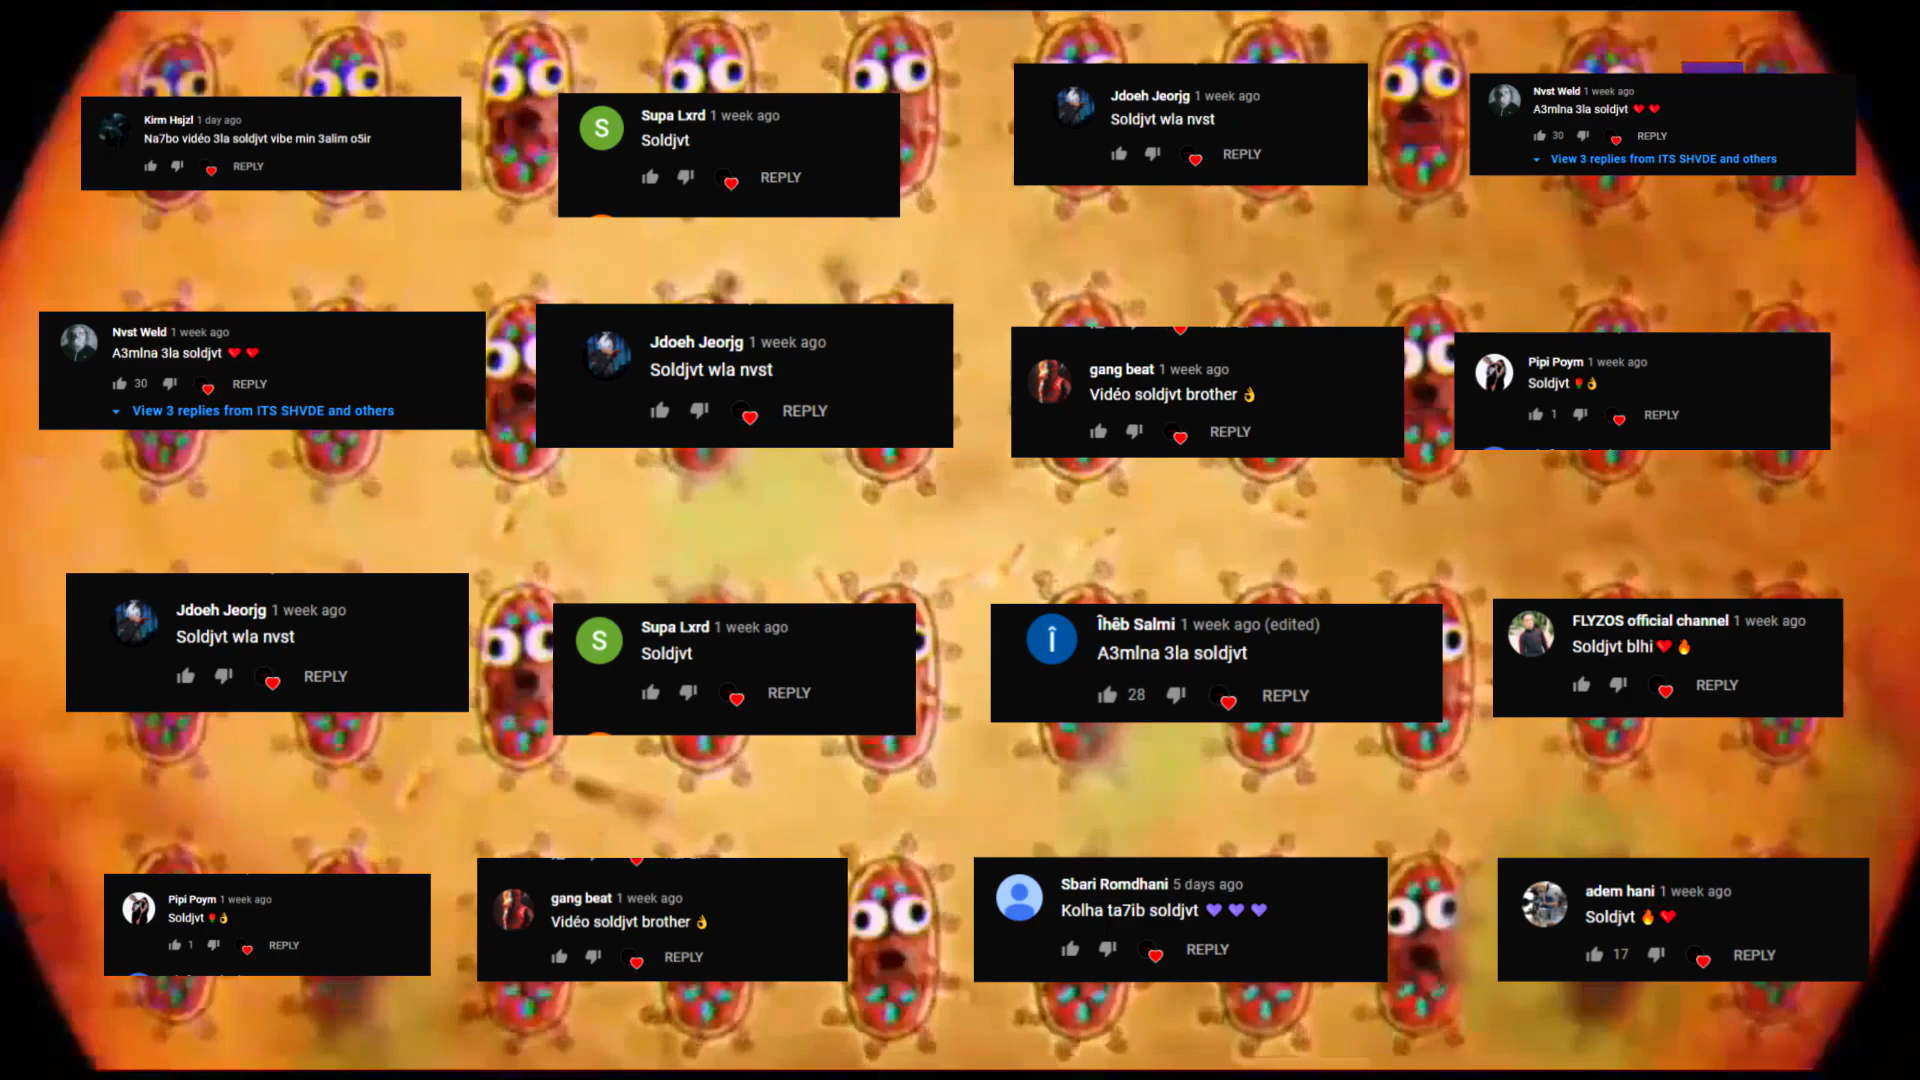 Kirm Hsjzl 1 day ago
Na7bo vidéo 3la soldjvt vibe min 3alim o5ir
REPLY
S
Supa Lxrd 1 week ago
Soldjvt
REPLY
Jdoeh Jeorjg 1 week ago
Soldjvt wla nvst
REPLY
Nvst Weld 1 week ago
A3mlna 3la soldjvt ❤️ ❤️
30 REPLY
View 3 replies from ITS SHVDE and others
Nvst Weld 1 week ago
A3mlna 3la soldjvt ❤️ ❤️
30 REPLY
View 3 replies from ITS SHVDE and others
Jdoeh Jeorjg 1 week ago
Soldjvt wla nvst
REPLY
gang beat 1 week ago
Vidéo soldjvt brother 👌
REPLY
Pipi Poym 1 week ago
Soldjvt 🌹👌
1 REPLY
Jdoeh Jeorjg 1 week ago
Soldjvt wla nvst
REPLY
S
Supa Lxrd 1 week ago
Soldjvt
REPLY
Î
Îhêb Salmi 1 week ago (edited)
A3mlna 3la soldjvt
28 REPLY
FLYZOS official channel 1 week ago
Soldjvt blhi❤️🔥
REPLY
Pipi Poym 1 week ago
Soldjvt 🌹👌
1 REPLY
gang beat 1 week ago
Vidéo soldjvt brother 👌
REPLY
Sbari Romdhani 5 days ago
Kolha ta7ib soldjvt 💜 💜 💜
REPLY
adem hani 1 week ago
Soldjvt 🔥❤️
17 REPLY